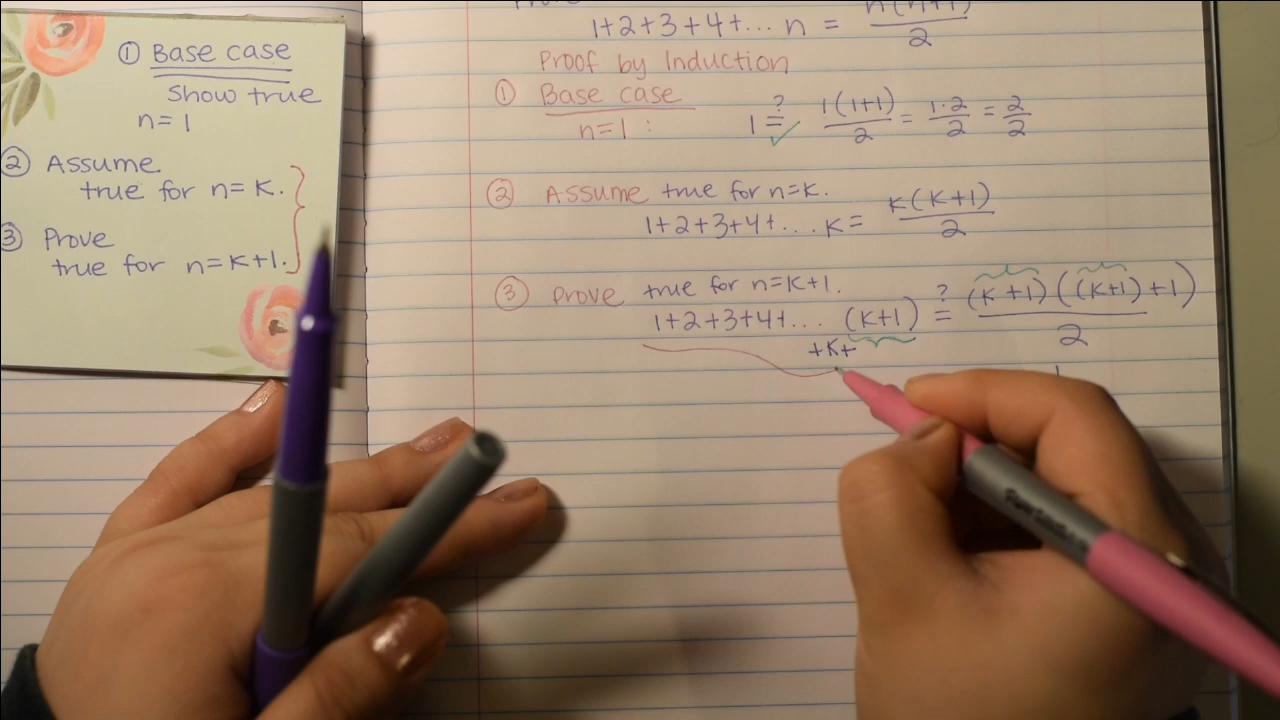 ① Base case
Show true
n=1
② Assume
true for n=K.
③ Prove
true for n=K+1.
1+2+3+4+... n = n(n+1)/2
Proof by Induction
① Base case
n=1: 1 ≟ ✓ 1(1+1)/2 = 1·2/2 = 2/2
② Assume true for n=K.
1+2+3+4+... K = K(K+1)/2
③ Prove true for n=K+1.
1+2+3+4+... (K+1) ≟ (K+1)((K+1)+1)/2
+K+